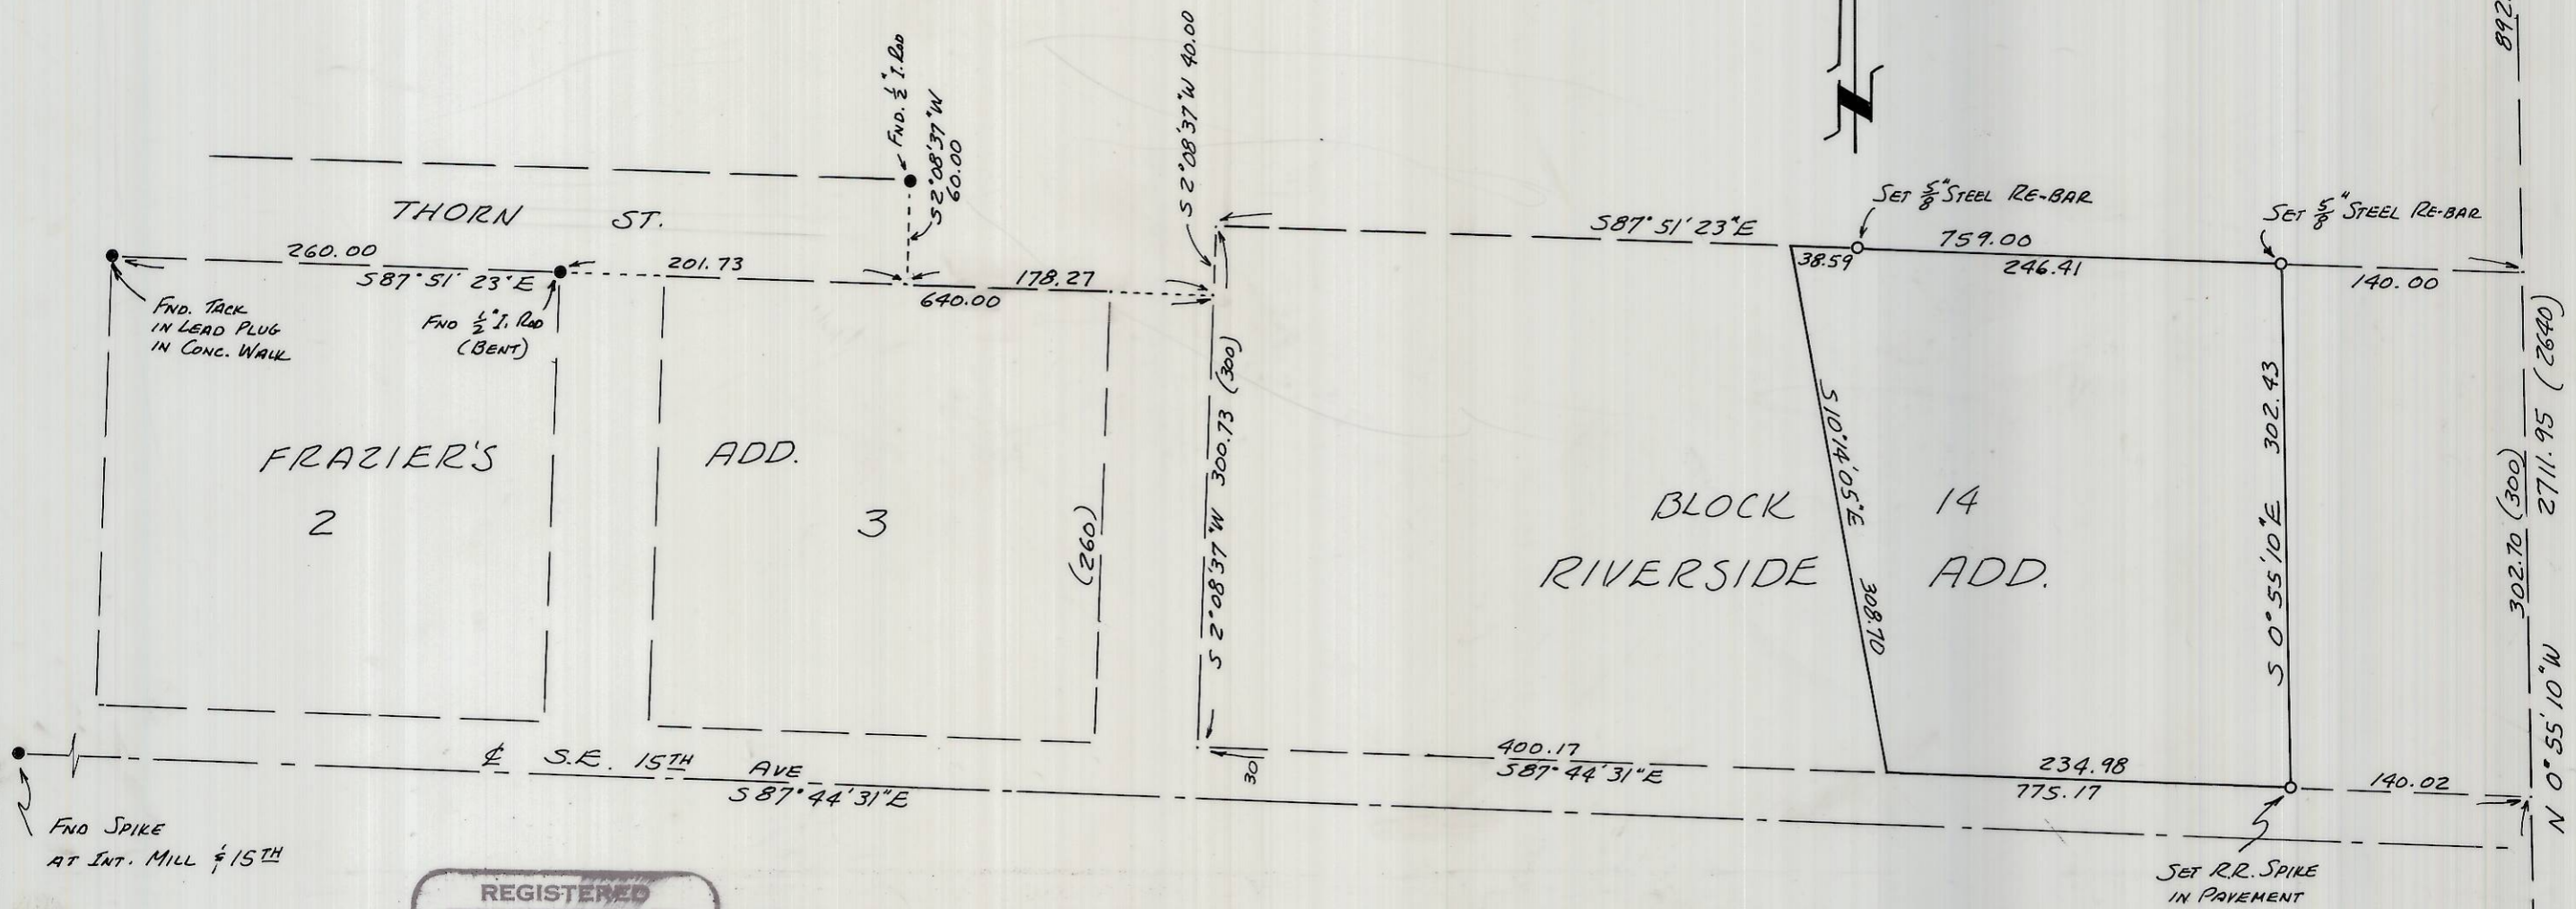 892.
S 2°08'37"W 40.00
FND. 1/2" I. ROD
S2°08'37"W
60.00
SET 5/8" STEEL RE-BAR
SET 5/8" STEEL RE-BAR
THORN ST.
S87°51'23"E
759.00
38.59
246.41
140.00
260.00
S87°51'23"E
201.73
178.27
640.00
FND. TACK
IN LEAD PLUG
IN CONC. WALK
FND 1/2" I. ROD
(BENT)
S 2°08'37"W 300.73 (300)
(260)
S10°14'05"E 308.70
S 0°55'10"E 302.43
302.70 (300)
2711.95 (2640)
N 0°55'10"W
FRAZIER'S ADD.
2
3
BLOCK 14
RIVERSIDE ADD.
400.17
S87°44'31"E
30
234.98
775.17
140.02
℄ S.E. 15TH AVE
S87°44'31"E
FND SPIKE
AT INT. MILL & 15TH
SET R.R. SPIKE
IN PAVEMENT
REGISTERED